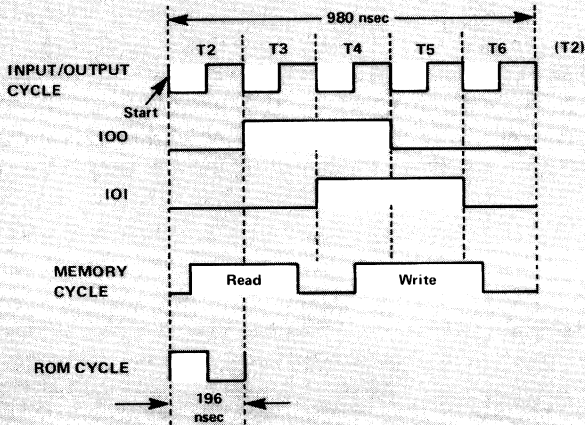 980 nsec
T2 T3 T4 T5 T6 (T2)
INPUT/OUTPUT
CYCLE
Start
IOO
IOI
MEMORY
CYCLE
Read Write
ROM CYCLE
196
nsec